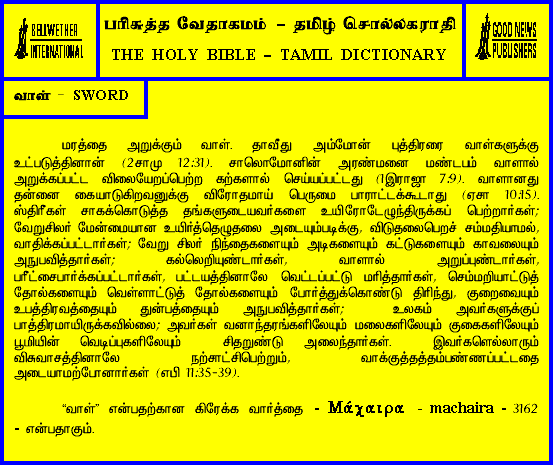 BELLWETHER
INTERNATIONAL
பரிசுத்த வேதாகமம் - தமிழ் சொல்லகராதி
THE HOLY BIBLE - TAMIL DICTIONARY
GOOD NEWS
PUBLISHERS
வாள் - SWORD
மரத்தை அறுக்கும் வாள். தாவீது அம்மோன் புத்திரரை வாள்களுக்கு
உட்படுத்தினான் (2சாமு 12:31). சாலொமோனின் அரண்மனை மண்டபம் வாளால்
அறுக்கப்பட்ட விலையேறப்பெற்ற கற்களால் செய்யப்பட்டது (1இராஜா 7:9). வாளானது
தன்னை கையாடுகிறவனுக்கு விரோதமாய் பெருமை பாராட்டக்கூடாது (ஏசா 10:15).
ஸ்திரீகள் சாகக்கொடுத்த தங்களுடையவர்களை உயிரோடேழுந்திருக்கப் பெற்றார்கள்;
வேறுசிலர் மேன்மையான உயிர்த்தெழுதலை அடையும்படிக்கு, விடுதலைபெறச் சம்மதியாமல்,
வாதிக்கப்பட்டார்கள்; வேறு சிலர் நிந்தைகளையும் அடிகளையும் கட்டுகளையும் காவலையும்
அநுபவித்தார்கள்; கல்லெறியுண்டார்கள், வாளால் அறுப்புண்டார்கள்,
பரீட்சைபார்க்கப்பட்டார்கள், பட்டயத்தினாலே வெட்டப்பட்டு மரித்தார்கள், செம்மறியாட்டுத்
தோல்களையும் வெள்ளாட்டுத் தோல்களையும் போர்த்துக்கொண்டு திரிந்து, குறைவையும்
உபத்திரவத்தையும் துன்பத்தையும் அநுபவித்தார்கள்; உலகம் அவர்களுக்குப்
பாத்திரமாயிருக்கவில்லை; அவர்கள் வனாந்தரங்களிலேயும் மலைகளிலேயும் குகைகளிலேயும்
பூமியின் வெடிப்புகளிலேயும் சிதறுண்டு அலைந்தார்கள். இவர்களெல்லாரும்
விசுவாசத்தினாலே நற்சாட்சிபெற்றும், வாக்குத்தத்தம்பண்ணப்பட்டதை
அடையாமற்போனார்கள் (எபி 11:35-39).
“வாள்” என்பதற்கான கிரேக்க வார்த்தை - Μάχαιρα - machaira - 3162
- என்பதாகும்.